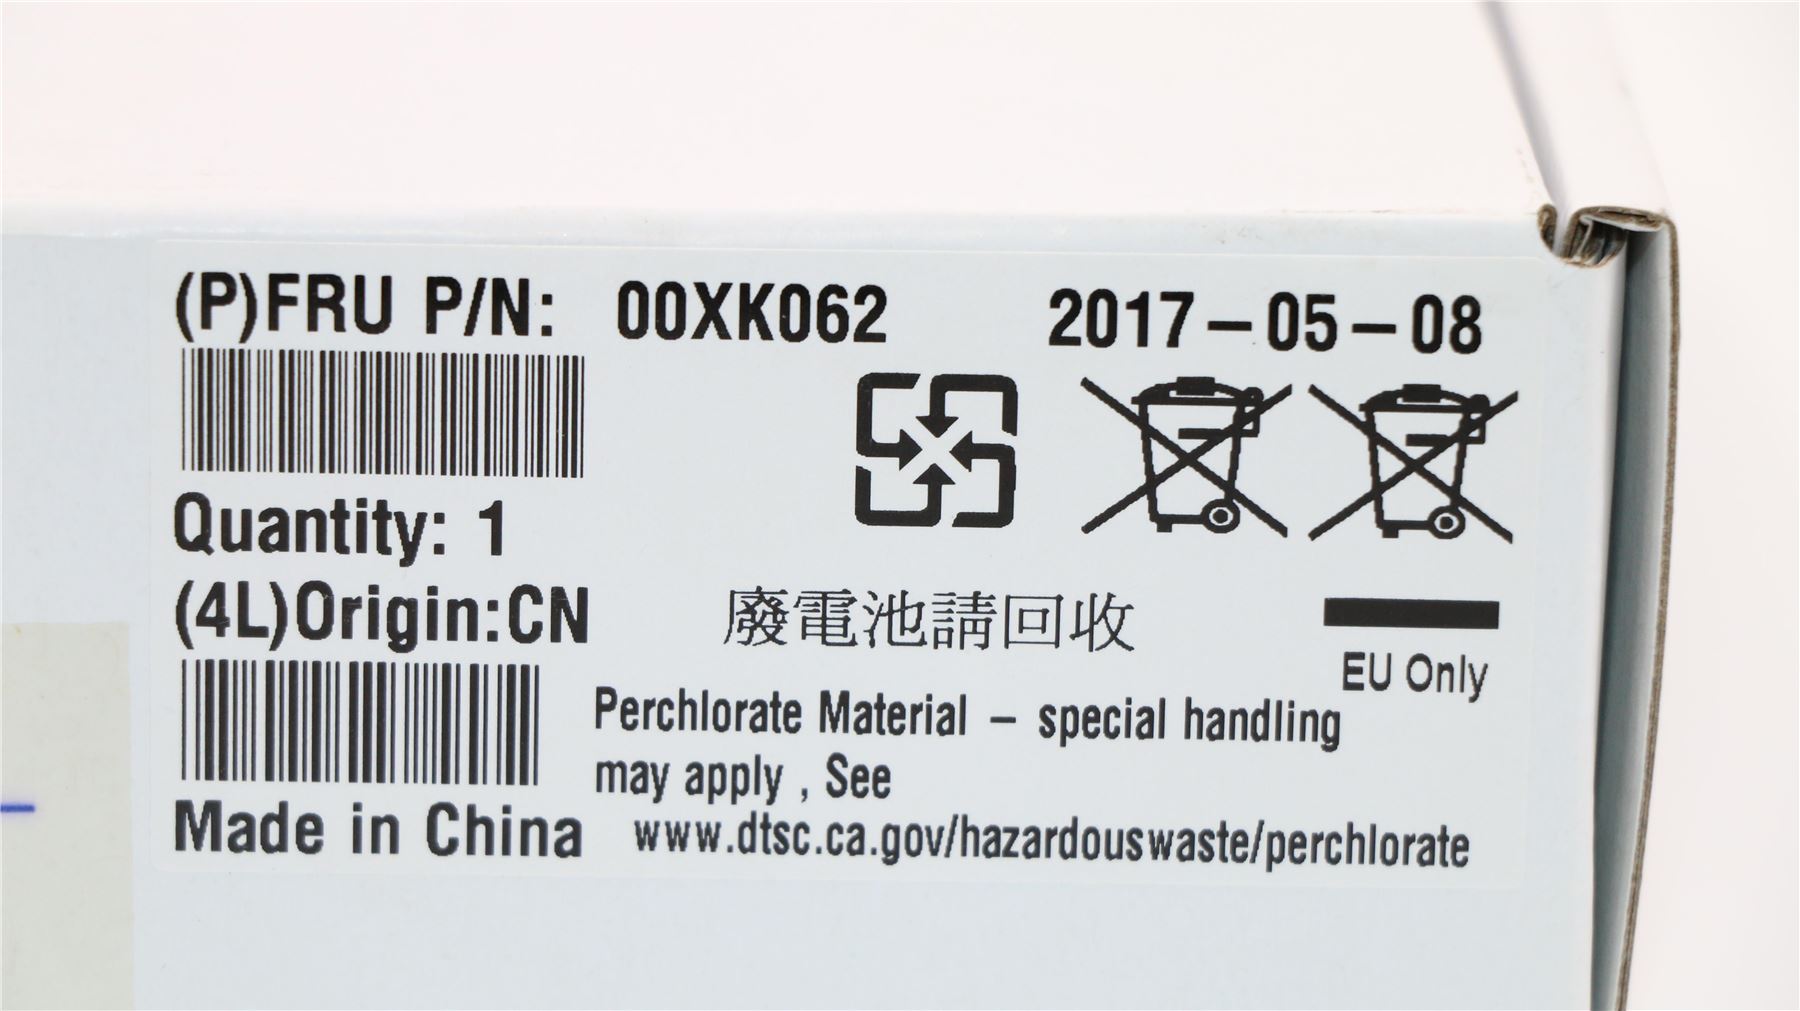 (P)FRU P/N: 00XK062 2017-05-08
Quantity: 1
(4L)Origin:CN
廢電池請回收
EU Only
Perchlorate Material - special handling
may apply , See
Made in China
www.dtsc.ca.gov/hazardouswaste/perchlorate